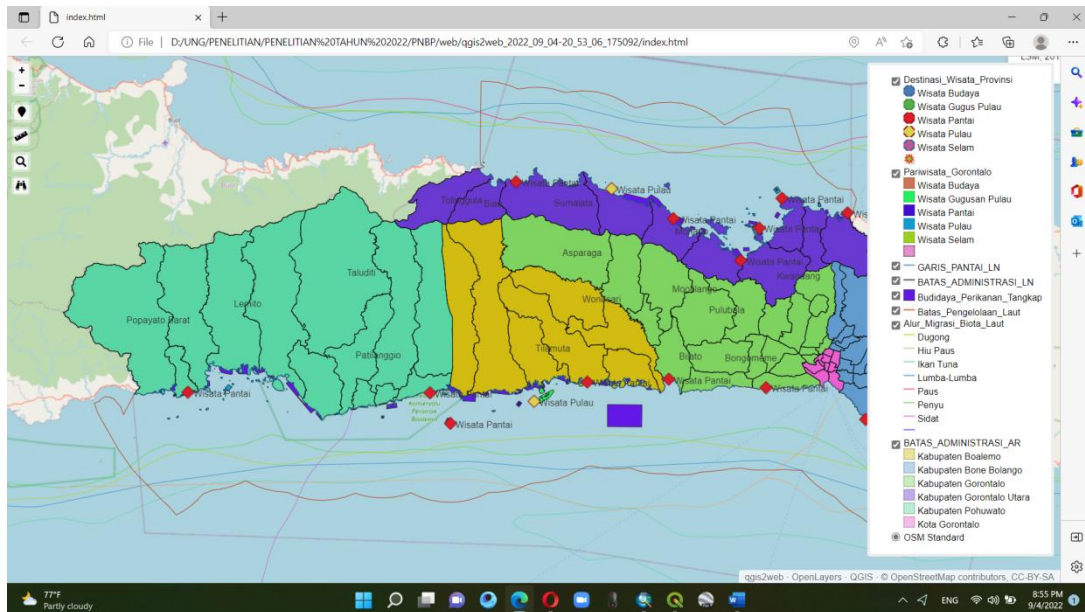 index.html
File
D:/UNG/PENELITIAN/PENELITIAN%20TAHUN%202022/PNBP/web/qgis2web_2022_09_04-20_53_06_175092/index.html
Destinasi_Wisata_Provinsi
Wisata Budaya
Wisata Gugus Pulau
Wisata Pantai
Wisata Pulau
Wisata Selam
Pariwisata_Gorontalo
Wisata Budaya
Wisata Gugusan Pulau
Wisata Pantai
Wisata Pulau
Wisata Selam
GARIS_PANTAI_LN
BATAS_ADMINISTRASI_LN
Budidaya_Perikanan_Tangkap
Batas_Pengelolaan_Laut
Alur_Migrasi_Biota_Laut
Dugong
Hiu Paus
Ikan Tuna
Lumba-Lumba
Paus
Penyu
Sidat
BATAS_ADMINISTRASI_AR
Kabupaten Boalemo
Kabupaten Bone Bolango
Kabupaten Gorontalo
Kabupaten Gorontalo Utara
Kabupaten Pohuwato
Kota Gorontalo
OSM Standard
Wisata Pantai
Wisata Pulau
Wisata Pantai
Sumalata
Wisata Pantai
Wisata Pantai
Wisata Pantai
Asparaga
Kwandang
Taluditi
Mootilango
Wonosari
Pulubala
Lemito
Popayato Barat
Patilanggio
Tilamuta
Biluato
Bongomeme
Wisata Pantai
Wisata Pantai
Wisata Pantai
Wisata Pantai
Wisata Pantai
Wisata Pulau
Wisata Pantai
qgis2web · OpenLayers · QGIS · © OpenStreetMap contributors, CC-BY-SA
77°F
Partly cloudy
ENG
8:55 PM
9/4/2022